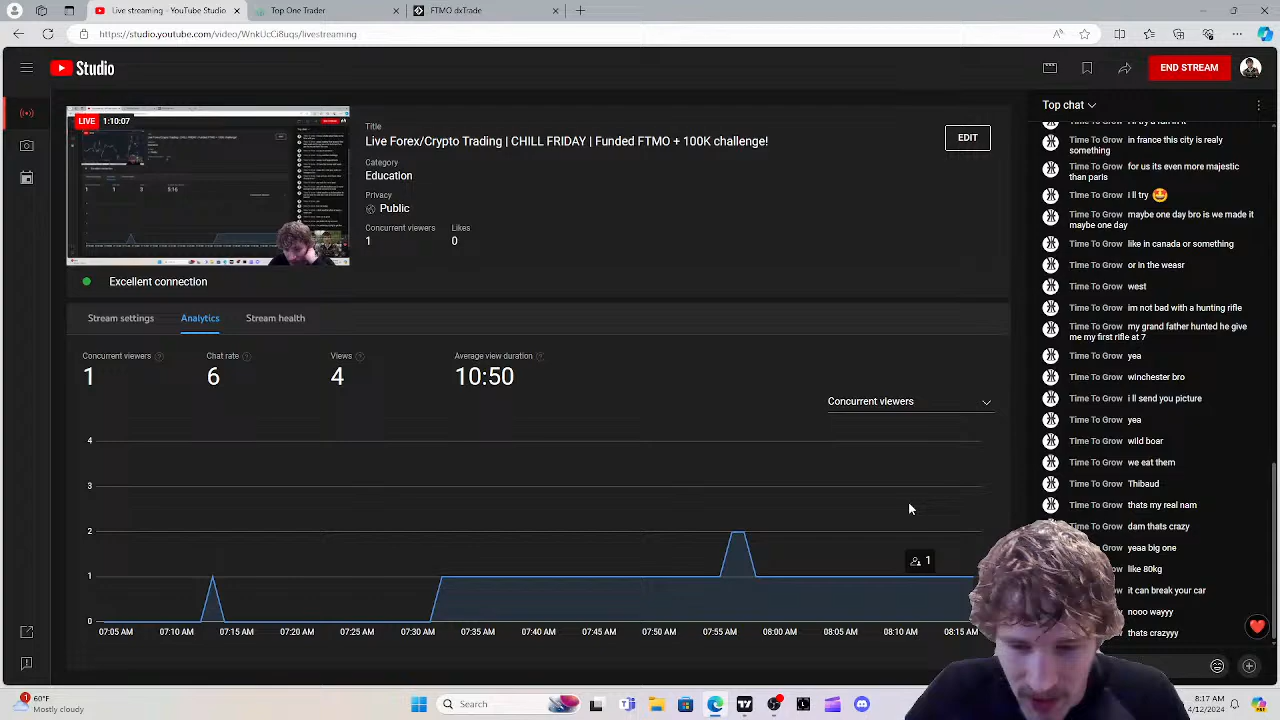 Live streaming - YouTube Studio
Top One Trader
FTMO dxTrade
https://studio.youtube.com/video/WnkUcCi8uqs/livestreaming
Studio
END STREAM
LIVE 1:10:07
Title
Live Forex/Crypto Trading | CHILL FRIDAY | Funded FTMO + 100K challenge!
EDIT
Category
Education
Privacy
Public
Concurrent viewers
Likes
1
0
Excellent connection
Stream settings
Analytics
Stream health
Concurrent viewers
Chat rate
Views
Average view duration
1
6
4
10:50
Concurrent viewers
4
3
2
1
0
1
07:05 AM 07:10 AM 07:15 AM 07:20 AM 07:25 AM 07:30 AM 07:35 AM 07:40 AM 07:45 AM 07:50 AM 07:55 AM 08:00 AM 08:05 AM 08:10 AM 08:15 AM
Top chat
Time To Grow in france this city is really
something
Time To Grow for us its even more majestic
than paris
Time To Grow i ll try 🤩
Time To Grow maybe one day bro is we made it
maybe one day
Time To Grow like in canada or something
Time To Grow or in the weasr
Time To Grow west
Time To Grow im not bad with a hunting rifle
Time To Grow my grand father hunted he give
me my first rifle at 7
Time To Grow yea
Time To Grow winchester bro
Time To Grow i ll send you picture
Time To Grow yea
Time To Grow wild boar
Time To Grow we eat them
Time To Grow Thibaud
Time To Grow thats my real nam
Time To Grow dam thats crazy
yeaa big one
like 80k
it can break your car
nooo wayyy
thats crazyyy
60°F
Mostly cloudy
1
Search
8:17 AM
4/12/2024